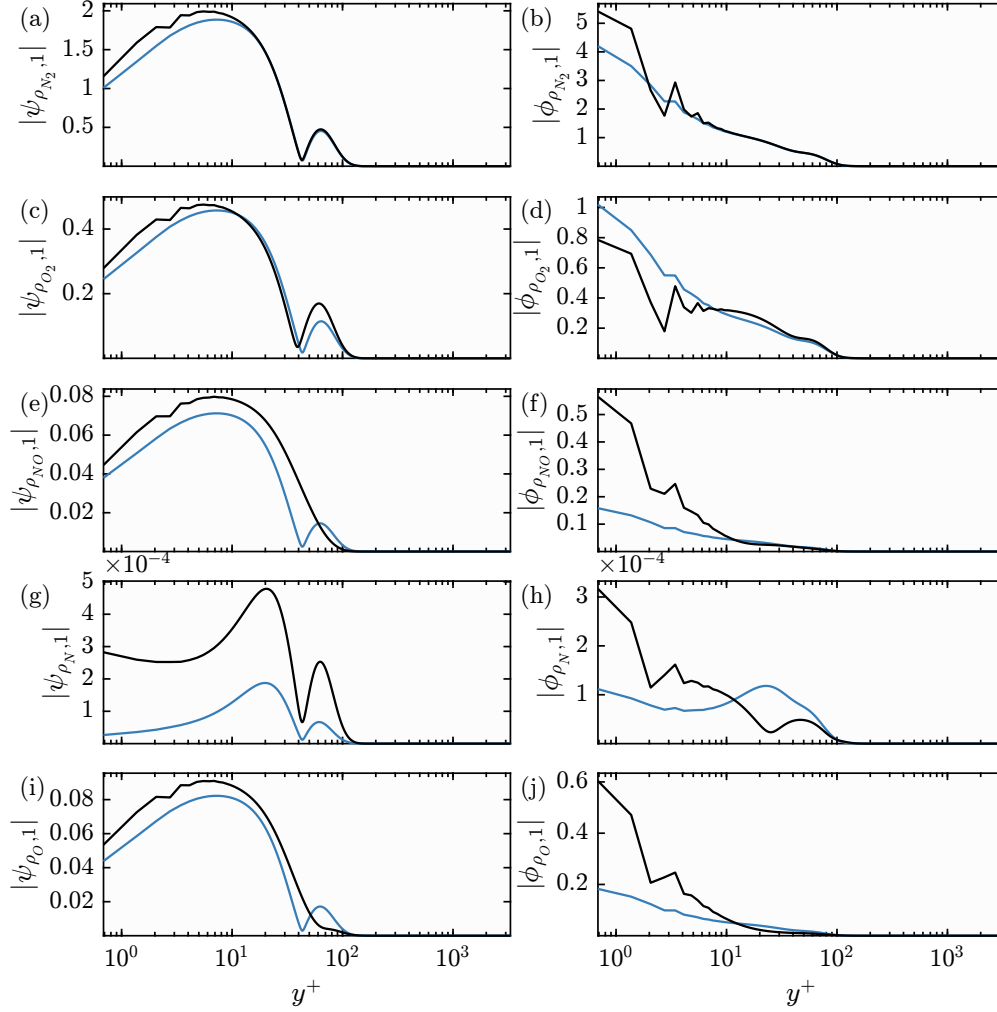 (a) 2 1.5 1 0.5 |ψ_{ρ_{N_2},1}|
(b) 5 4 3 2 1 |ϕ_{ρ_{N_2},1}|
(c) 0.4 0.2 |ψ_{ρ_{O_2},1}|
(d) 1 0.8 0.6 0.4 0.2 |ϕ_{ρ_{O_2},1}|
(e) 0.08 0.06 0.04 0.02 |ψ_{ρ_{NO},1}|
(f) 0.5 0.4 0.3 0.2 0.1 |ϕ_{ρ_{NO},1}|
×10^{−4} ×10^{−4}
(g) 5 4 3 2 1 |ψ_{ρ_N,1}|
(h) 3 2 1 |ϕ_{ρ_N,1}|
(i) 0.08 0.06 0.04 0.02 |ψ_{ρ_O,1}|
(j) 0.6 0.4 0.2 |ϕ_{ρ_O,1}|
10^0 10^1 10^2 10^3 10^0 10^1 10^2 10^3
y^+ y^+